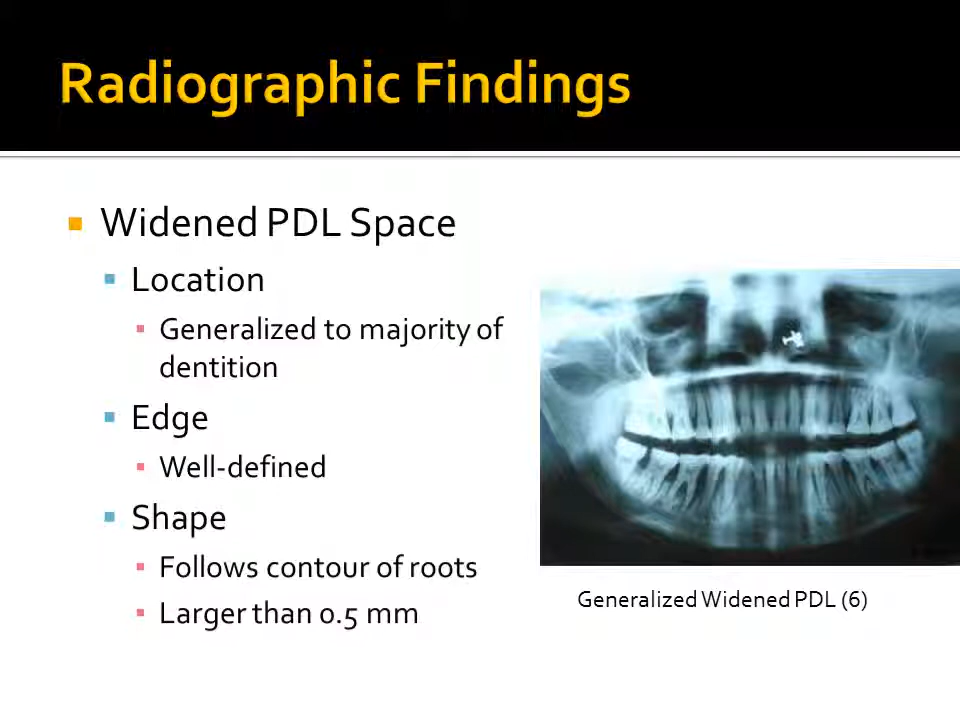 Radiographic Findings
Widened PDL Space
Location
Generalized to majority of
dentition
Edge
Well-defined
Shape
Follows contour of roots
Larger than 0.5 mm
Generalized Widened PDL (6)